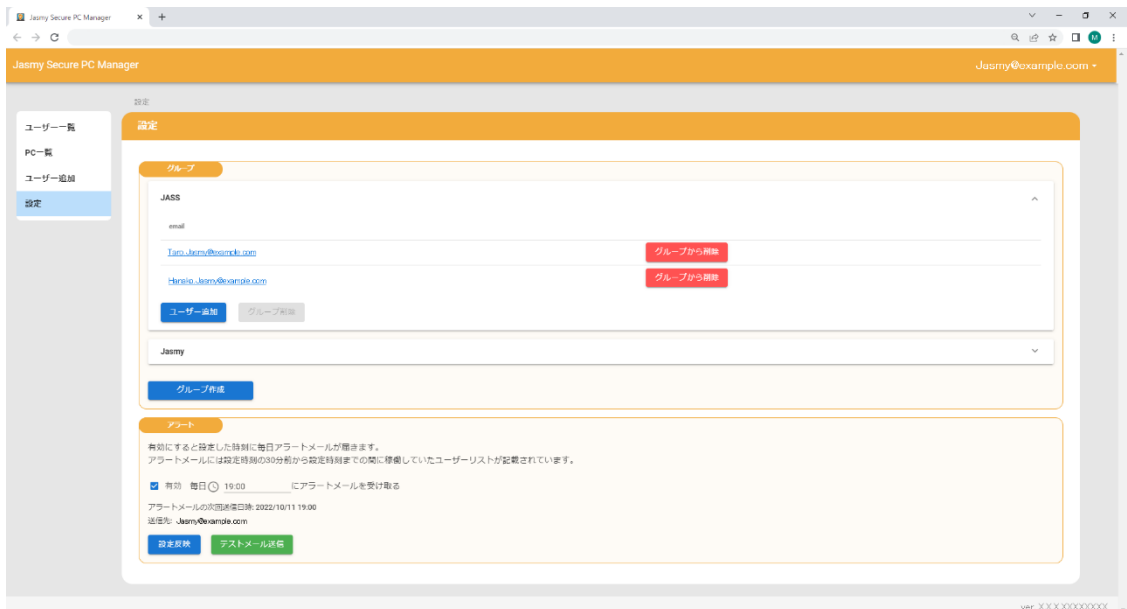 Jasmy Secure PC Manager
Jasmy Secure PC Manager
Jasmy@example.com
設定
ユーザー一覧
PC一覧
ユーザー追加
設定
設定
グループ
JASS
email
Taro.Jasmy@example.com
グループから削除
Hanako.Jasmy@example.com
グループから削除
ユーザー追加
グループ削除
Jasmy
グループ作成
アラート
有効にすると設定した時刻に毎日アラートメールが届きます。
アラートメールには設定時刻の30分前から設定時刻までの間に稼働していたユーザーリストが記載されています。
有効 毎日 19:00 にアラートメールを受け取る
アラートメールの次回送信日時: 2022/10/11 19:00
送信先: Jasmy@example.com
設定反映
テストメール送信
ver. X.X.X.XXXXXXXX